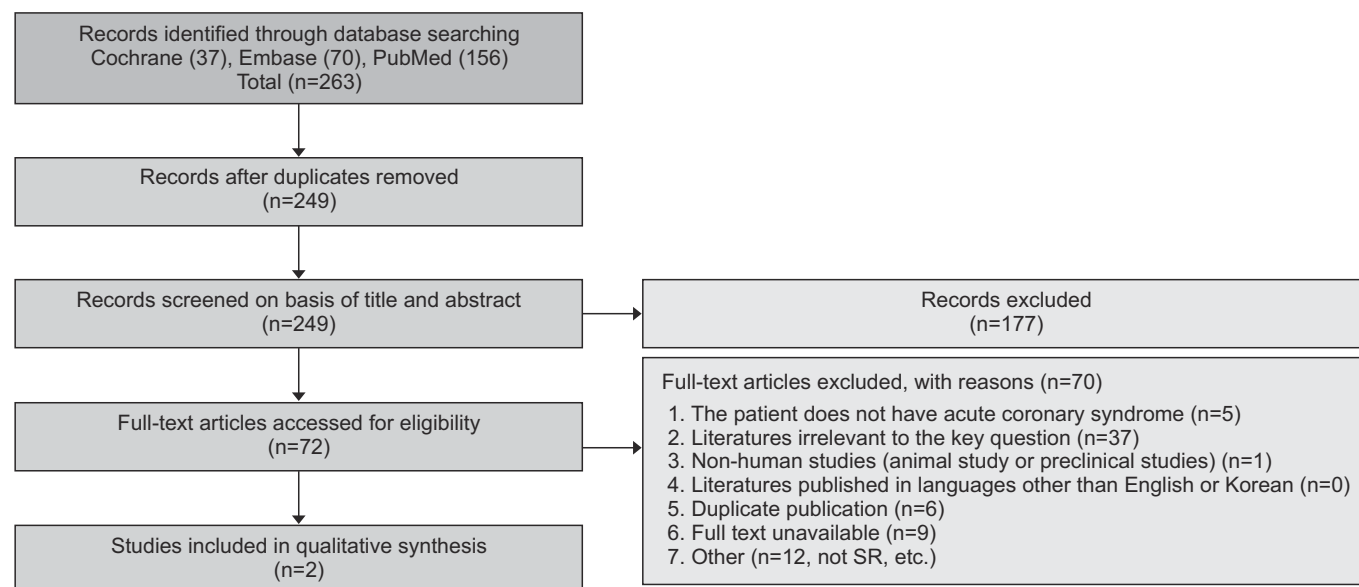 Records identified through database searching
Cochrane (37), Embase (70), PubMed (156)
Total (n=263)
Records after duplicates removed
(n=249)
Records screened on basis of title and abstract
(n=249)
Records excluded
(n=177)
Full-text articles accessed for eligibility
(n=72)
Full-text articles excluded, with reasons (n=70)
1. The patient does not have acute coronary syndrome (n=5)
2. Literatures irrelevant to the key question (n=37)
3. Non-human studies (animal study or preclinical studies) (n=1)
4. Literatures published in languages other than English or Korean (n=0)
5. Duplicate publication (n=6)
6. Full text unavailable (n=9)
7. Other (n=12, not SR, etc.)
Studies included in qualitative synthesis
(n=2)